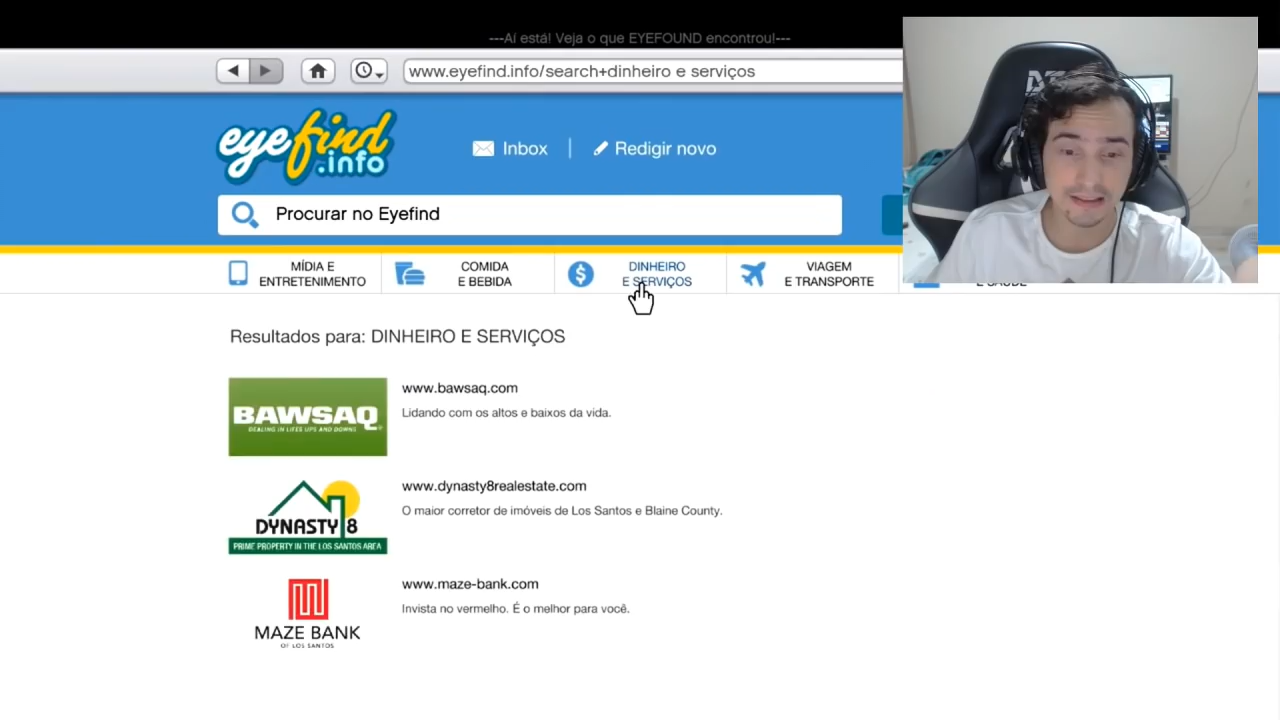 ---Aí está! Veja o que EYEFOUND encontrou!---
www.eyefind.info/search+dinheiro e serviços
eyefind
.info
Inbox
Redigir novo
Procurar no Eyefind
MÍDIA E
ENTRETENIMENTO
COMIDA
E BEBIDA
DINHEIRO
E SERVIÇOS
VIAGEM
E TRANSPORTE
E SAÚDE
Resultados para: DINHEIRO E SERVIÇOS
BAWSAQ
DEALING IN LIFES UPS AND DOWNS
www.bawsaq.com
Lidando com os altos e baixos da vida.
DYNASTY 8
PRIME PROPERTY IN THE LOS SANTOS AREA
www.dynasty8realestate.com
O maior corretor de imóveis de Los Santos e Blaine County.
MAZE BANK
OF LOS SANTOS
www.maze-bank.com
Invista no vermelho. É o melhor para você.